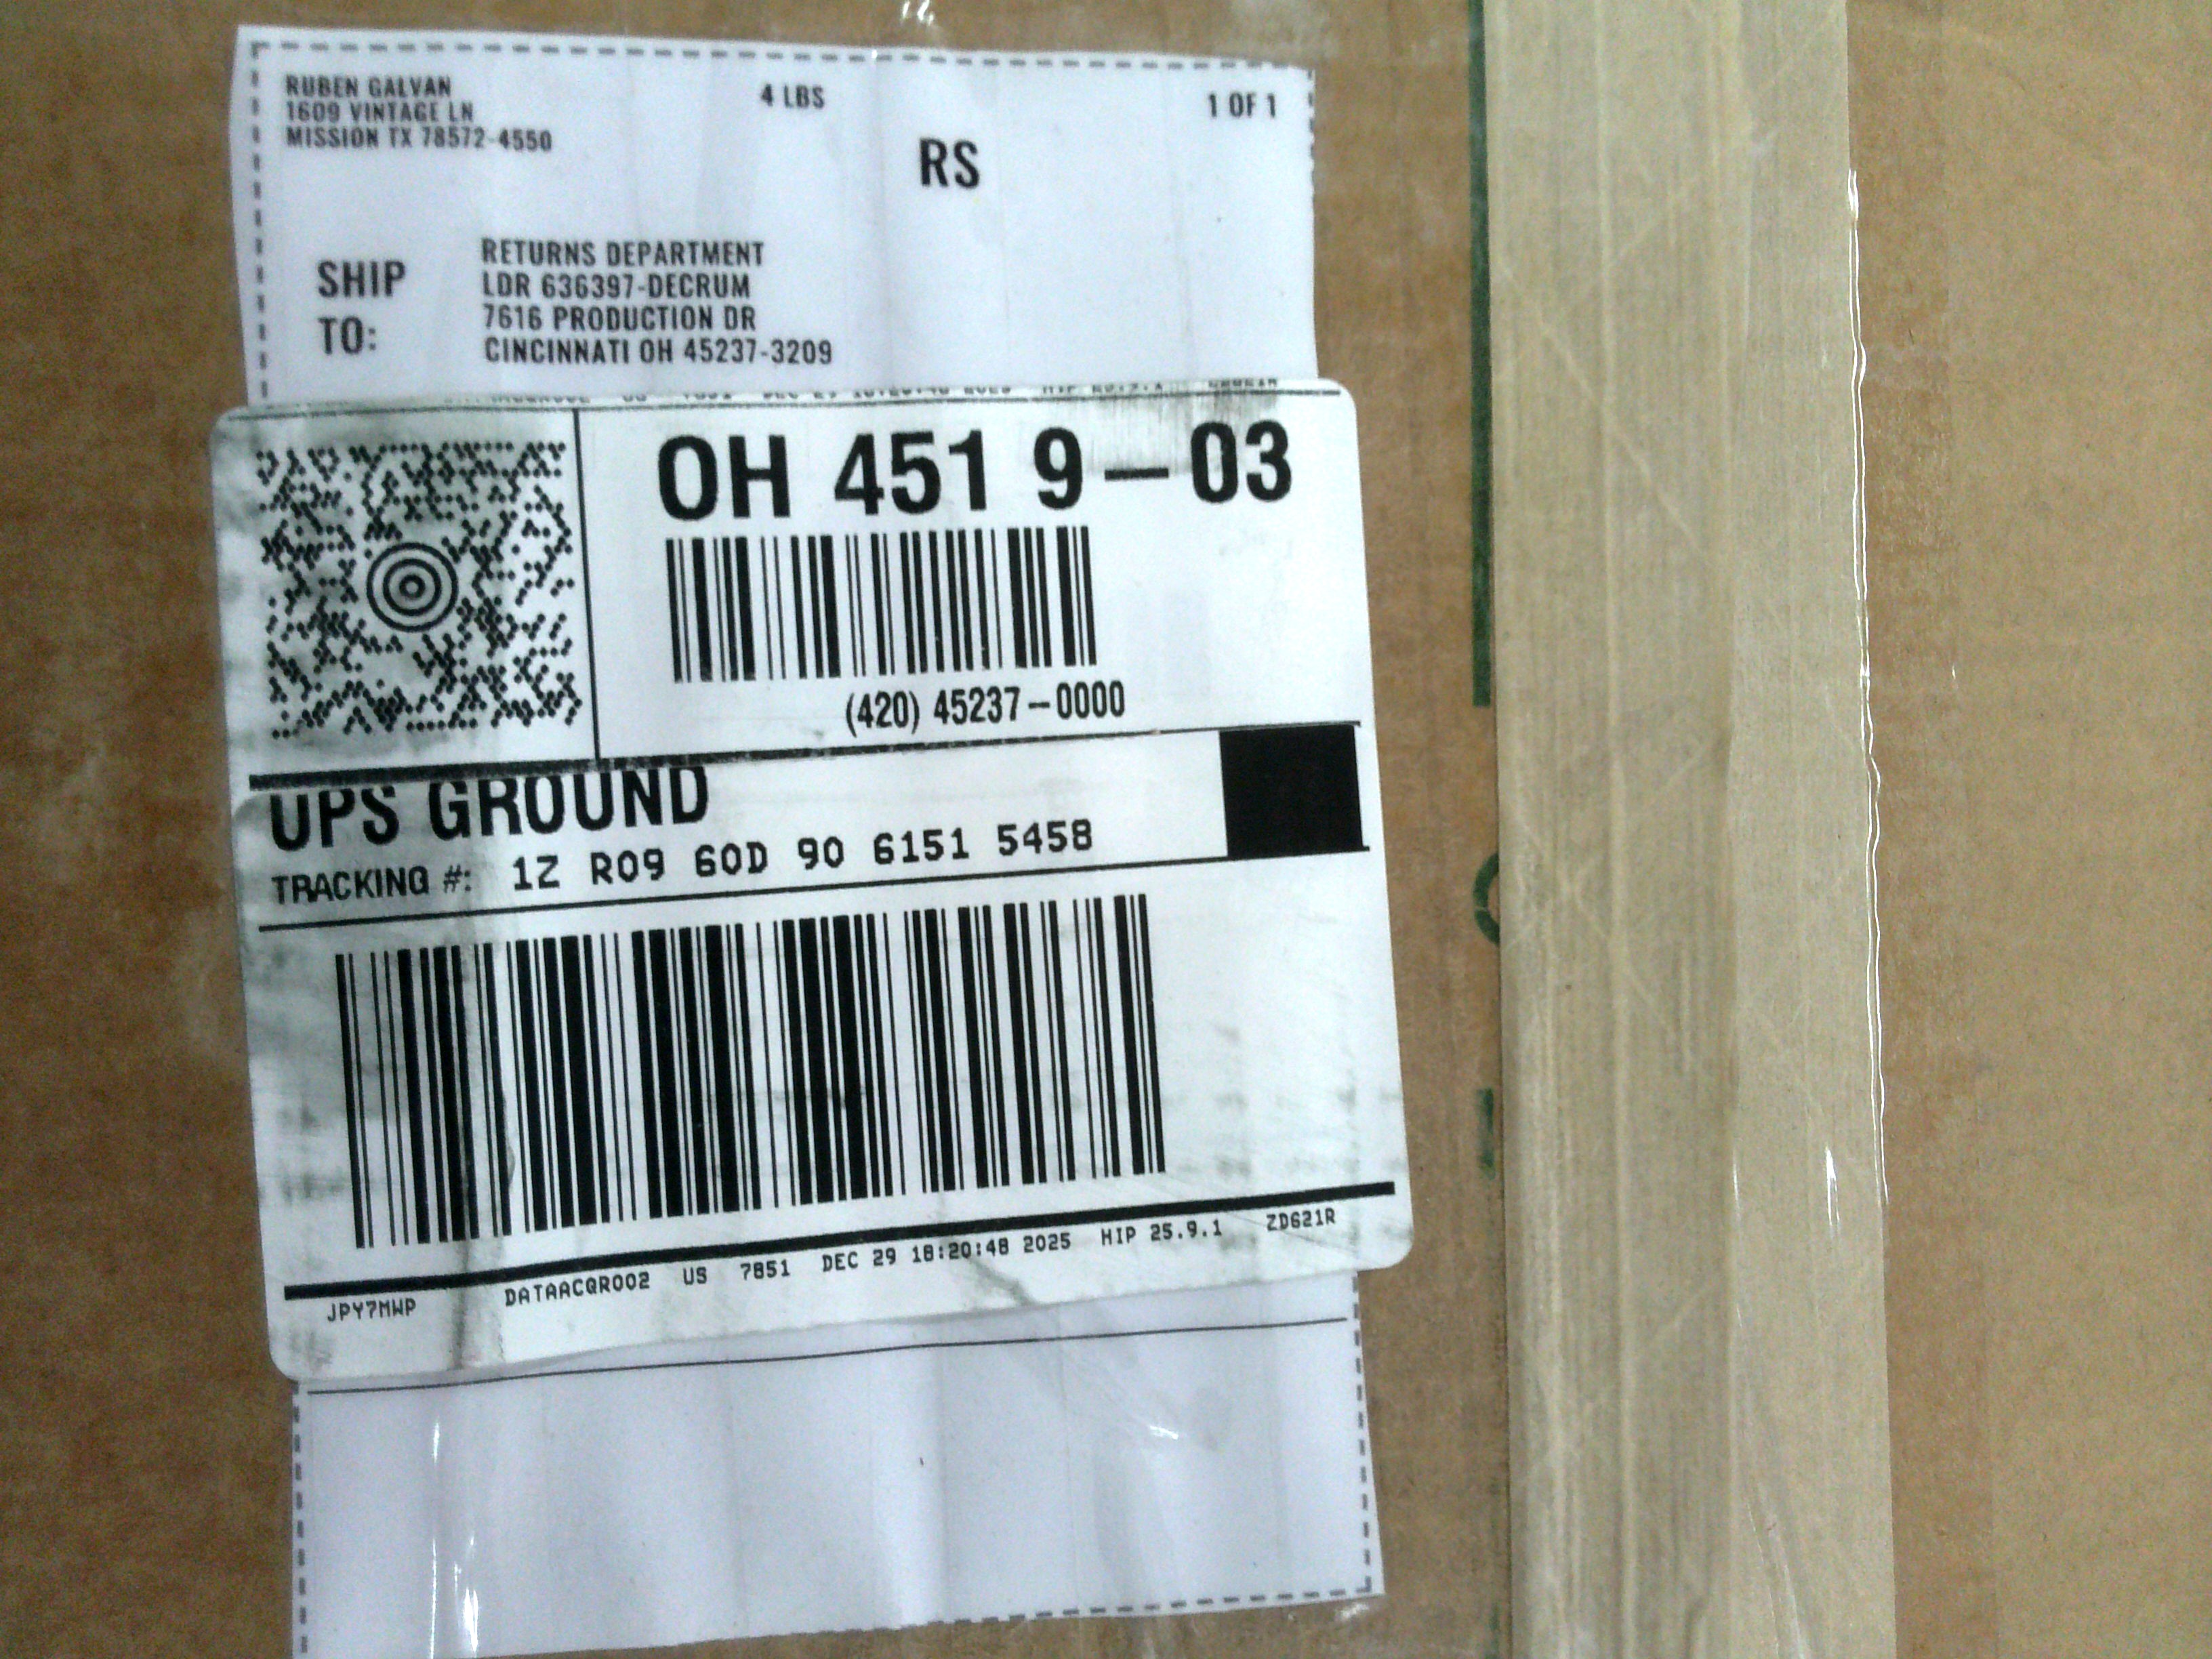 RUBEN GALVAN
1609 VINTAGE LN
MISSION TX 78572-4550
4 LBS
1 OF 1
RS
SHIP TO:
RETURNS DEPARTMENT
LDR 636397-DECRUM
7616 PRODUCTION DR
CINCINNATI OH 45237-3209
OH 451 9-03
(420) 45237-0000
UPS GROUND
TRACKING #: 1Z R09 60D 90 6151 5458
JPY7MWP DATAACQR002 US 7851 DEC 29 18:20:48 2025 HIP 25.9.1 ZD621R